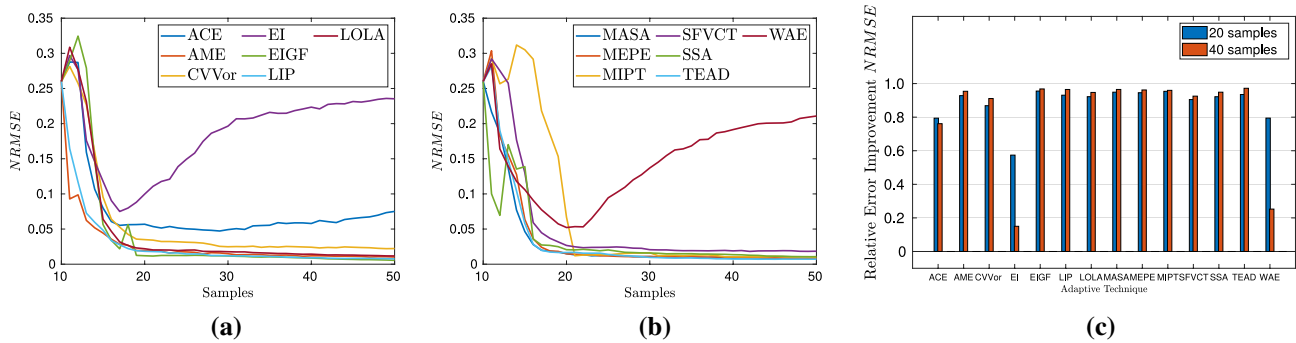 0.35
0.3
0.25
0.2
0.15
0.1
0.05
0
NRMSE
ACE EI LOLA
AME EIGF
CVVor LIP
10 20 30 40 50
Samples
(a)
0.35
0.3
0.25
0.2
0.15
0.1
0.05
0
NRMSE
MASA SFVCT WAE
MEPE SSA
MIPT TEAD
10 20 30 40 50
Samples
(b)
Relative Error Improvement NRMSE
20 samples
40 samples
1.0
0.8
0.6
0.4
0.2
0
ACE AME CVVor EI EIGF LIP LOLA MASA MEPE MIPT SFVCT SSA TEAD WAE
Adaptive Technique
(c)